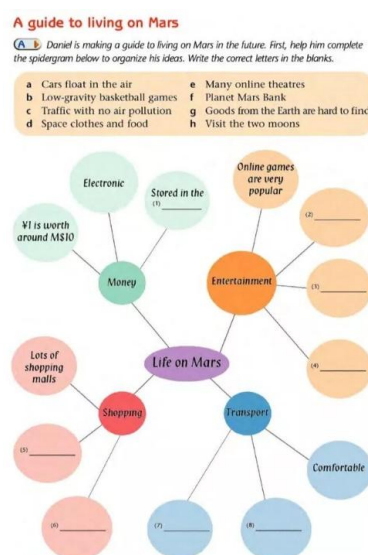 A guide to living on Mars
A Daniel is making a guide to living on Mars in the future. First, help him complete
the spidergram below to organize his ideas. Write the correct letters in the blanks.
a Cars float in the air
b Low-gravity basketball games
c Traffic with no air pollution
d Space clothes and food
e Many online theatres
f Planet Mars Bank
g Goods from the Earth are hard to find
h Visit the two moons
Electronic
Stored in the
(1)
¥1 is worth
around M$10
Money
Online games
are very
popular
(2)
(3)
(4)
Entertainment
Life on Mars
Lots of
shopping
malls
Shopping
(5)
(6)
Transport
Comfortable
(7)
(8)